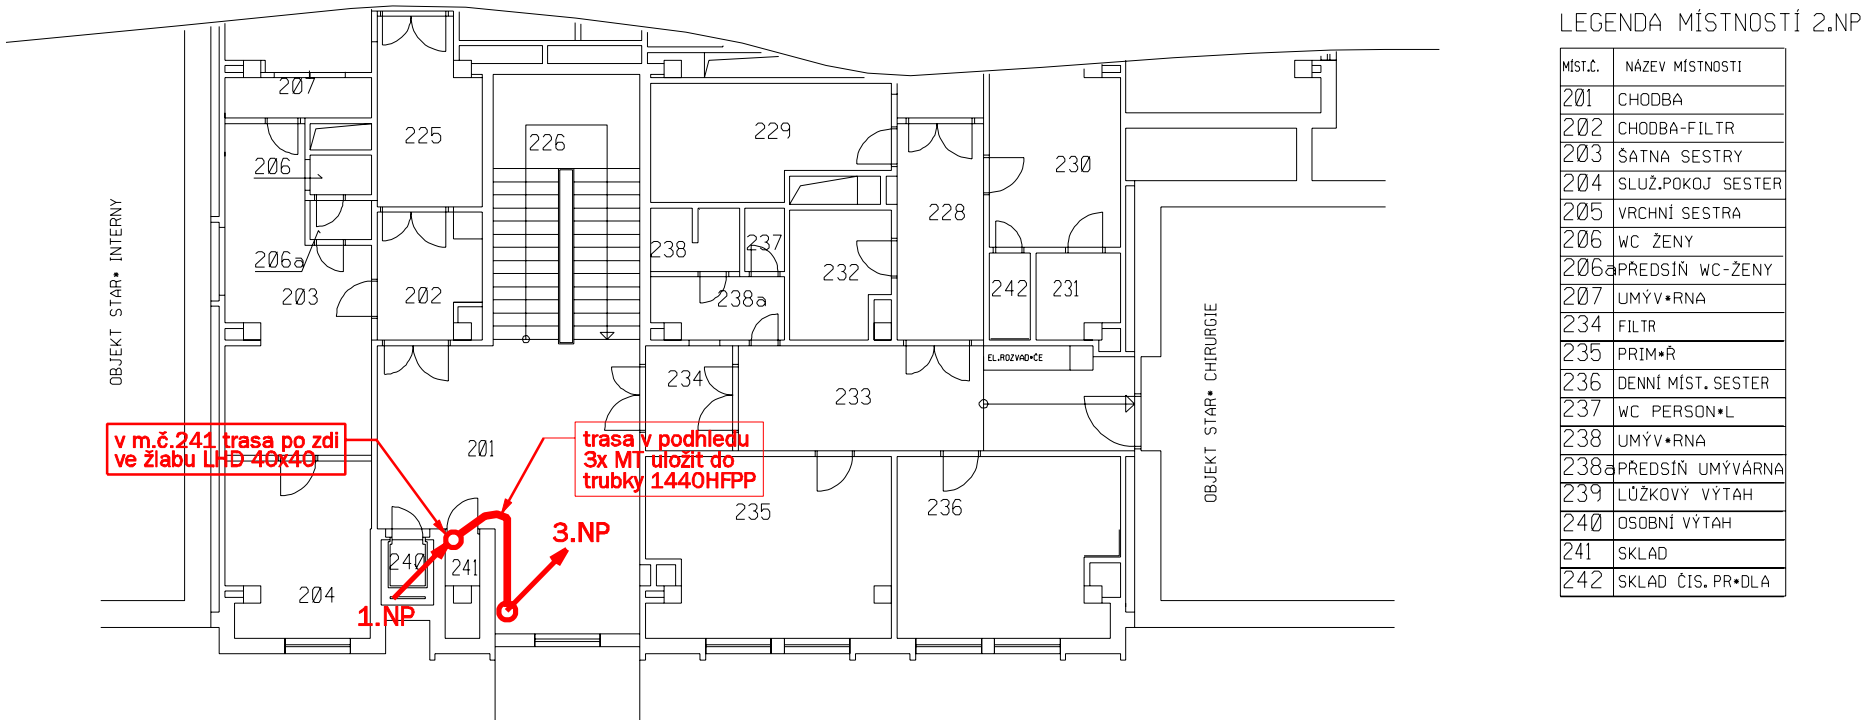 LEGENDA MÍSTNOSTÍ 2.NP
MÍST.Č. NÁZEV MÍSTNOSTI
201 CHODBA
202 CHODBA-FILTR
203 ŠATNA SESTRY
204 SLUŽ.POKOJ SESTER
205 VRCHNÍ SESTRA
206 WC ŽENY
206a PŘEDSÍŇ WC-ŽENY
207 UMÝV*RNA
234 FILTR
235 PRIM*Ř
236 DENNÍ MÍST. SESTER
237 WC PERSON*L
238 UMÝV*RNA
238a PŘEDSÍŇ UMÝVÁRNA
239 LŮŽKOVÝ VÝTAH
240 OSOBNÍ VÝTAH
241 SKLAD
242 SKLAD ČIS. PR*DLA
207
225
226
229
206
230
228
238
237
206a
203
202
232
238a
242
231
OBJEKT STAR* INTERNY
OBJEKT STAR* CHIRURGIE
EL.ROZVAD*ČE
234
233
v m.č.241 trasa po zdi
ve žlabu LHD 40x40
201
trasa v podhledu
3x MT uložit do
trubky 1440HFPP
235
236
3.NP
240
241
204
1.NP